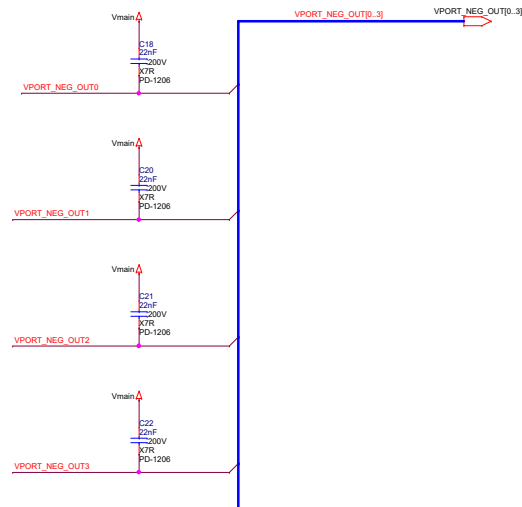 VPORT_NEG_OUT[0..3]
VPORT_NEG_OUT[0..3]
Vmain
C18
22nF
200V
X7R
PD-1206
VPORT_NEG_OUT0
Vmain
C20
22nF
200V
X7R
PD-1206
VPORT_NEG_OUT1
Vmain
C21
22nF
200V
X7R
PD-1206
VPORT_NEG_OUT2
Vmain
C22
22nF
200V
X7R
PD-1206
VPORT_NEG_OUT3